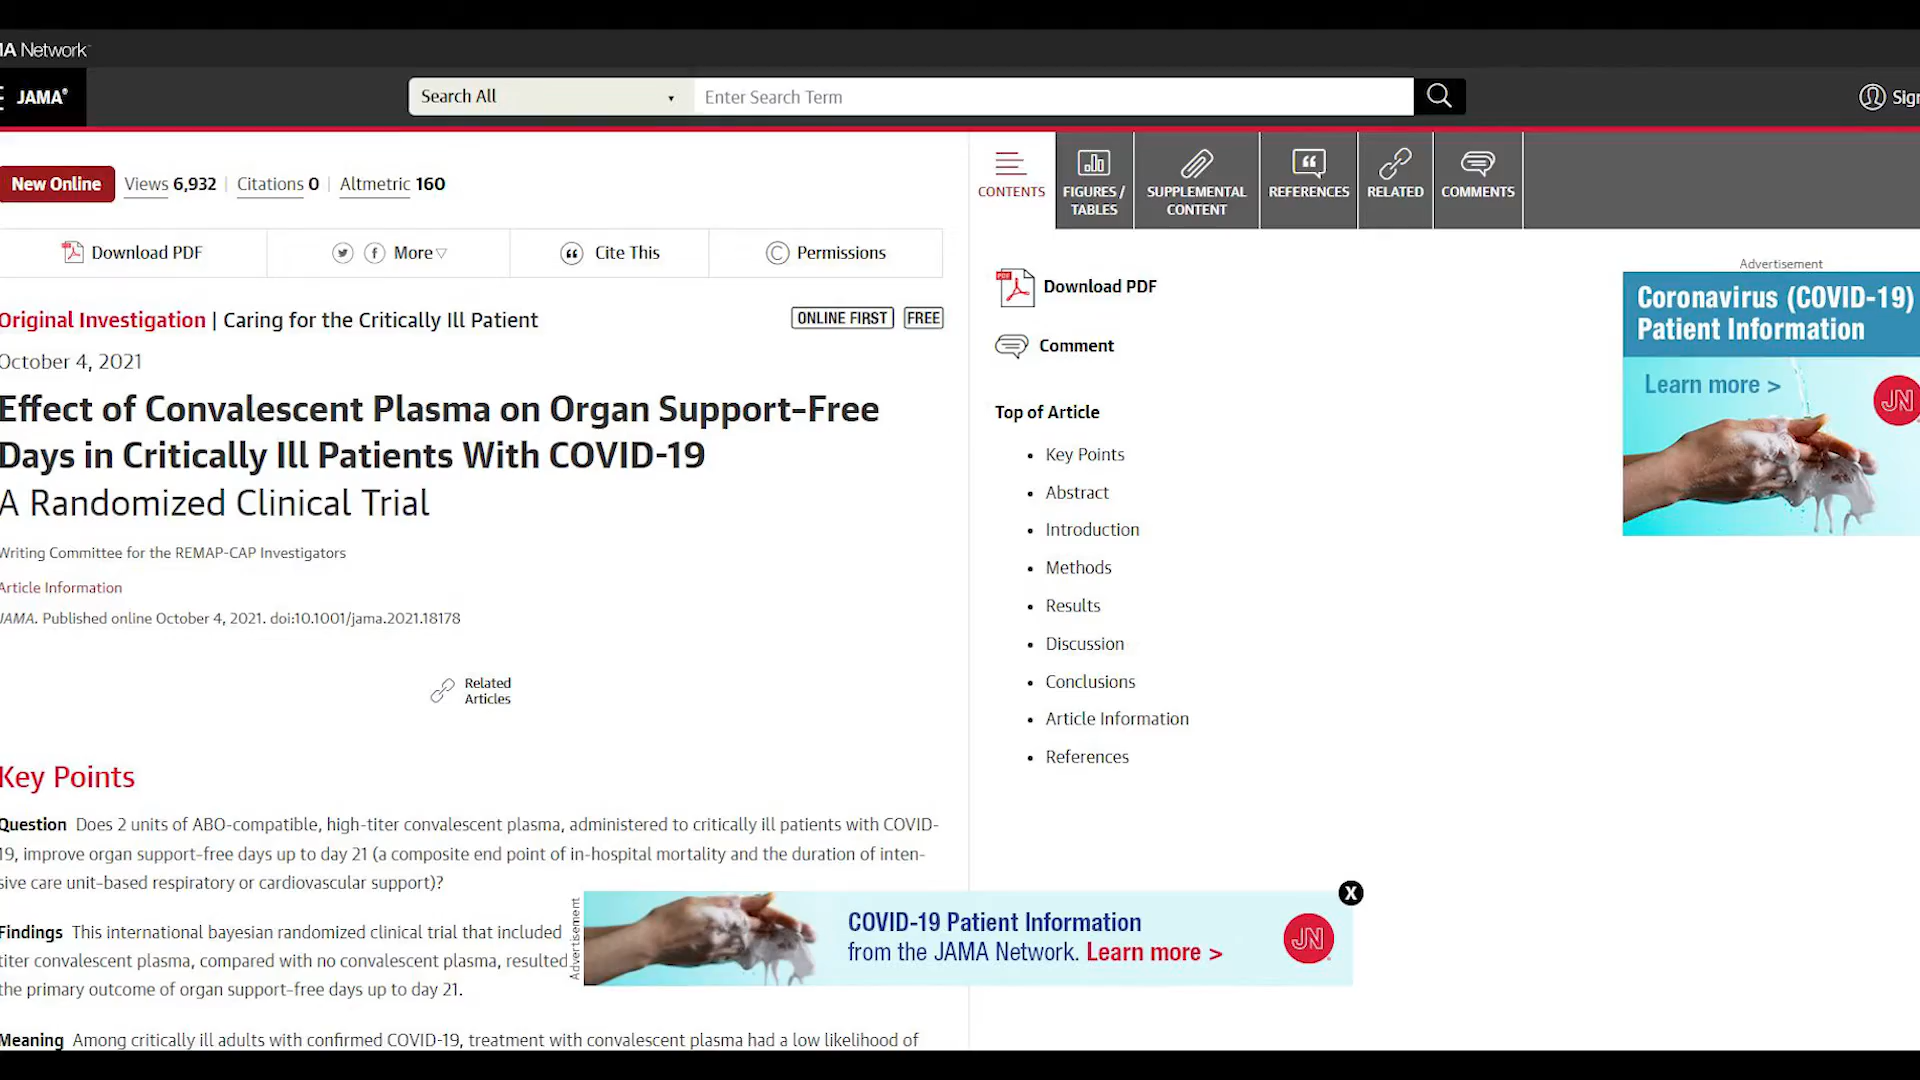 MA Network
JAMA®
Search All
Enter Search Term
Sign
New Online
Views 6,932
Citations 0
Altmetric 160
Download PDF
More
Cite This
Permissions
Original Investigation | Caring for the Critically Ill Patient
ONLINE FIRST
FREE
October 4, 2021
Effect of Convalescent Plasma on Organ Support-Free
Days in Critically Ill Patients With COVID-19
A Randomized Clinical Trial
Writing Committee for the REMAP-CAP Investigators
Article Information
JAMA. Published online October 4, 2021. doi:10.1001/jama.2021.18178
Related
Articles
Key Points
Question Does 2 units of ABO-compatible, high-titer convalescent plasma, administered to critically ill patients with COVID-
19, improve organ support-free days up to day 21 (a composite end point of in-hospital mortality and the duration of inten-
sive care unit-based respiratory or cardiovascular support)?
Findings This international bayesian randomized clinical trial that included
titer convalescent plasma, compared with no convalescent plasma, resulted
the primary outcome of organ support-free days up to day 21.
Meaning Among critically ill adults with confirmed COVID-19, treatment with convalescent plasma had a low likelihood of
CONTENTS
FIGURES /
TABLES
SUPPLEMENTAL
CONTENT
REFERENCES
RELATED
COMMENTS
PDF
Download PDF
Comment
Top of Article
• Key Points
• Abstract
• Introduction
• Methods
• Results
• Discussion
• Conclusions
• Article Information
• References
Advertisement
Coronavirus (COVID-19)
Patient Information
Learn more >
JN
Advertisement
COVID-19 Patient Information
from the JAMA Network. Learn more >
JN
X